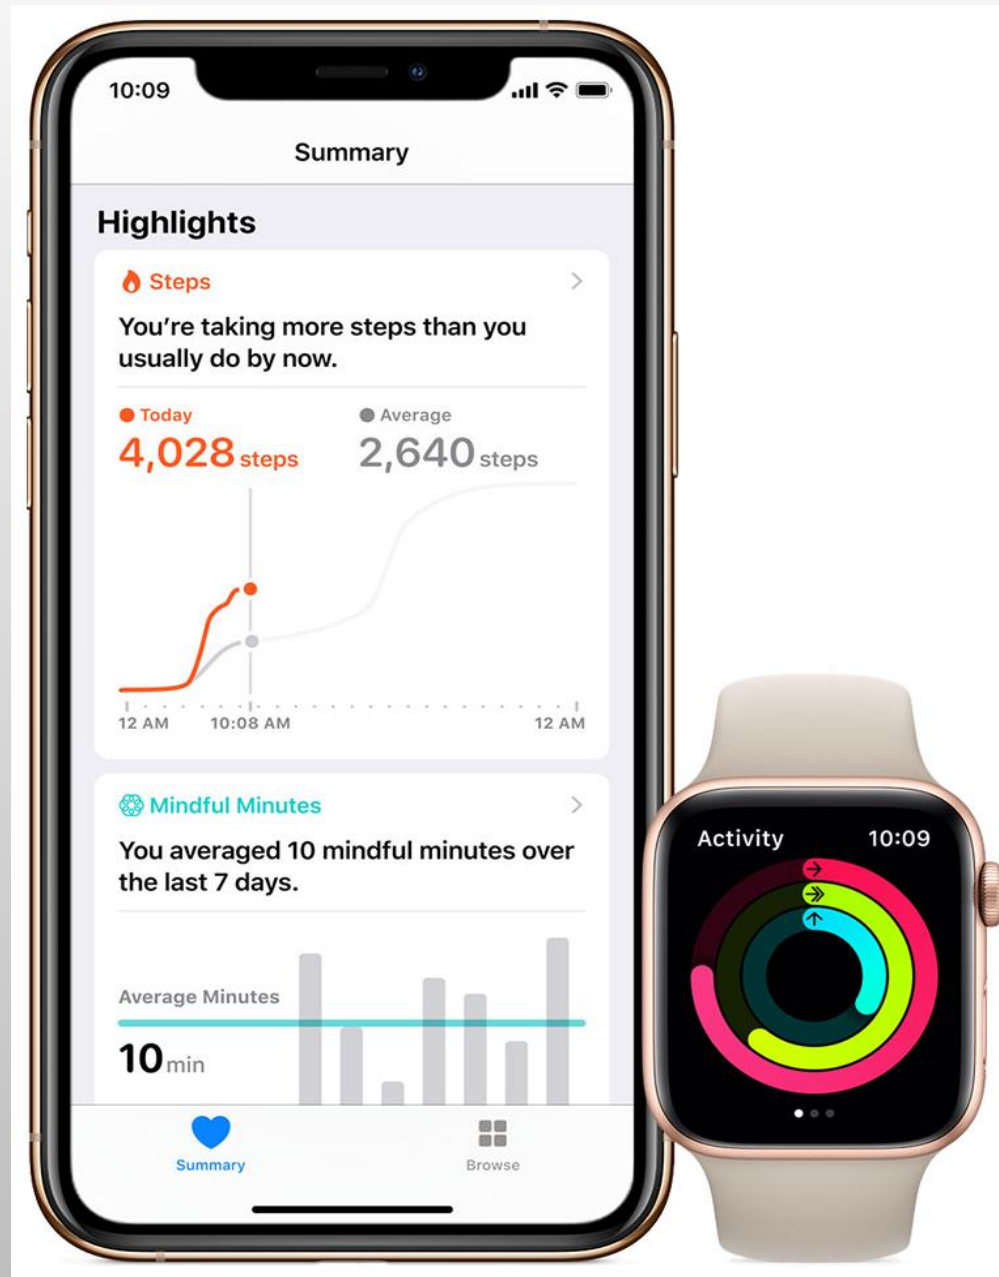 10:09
Summary
Highlights
Steps
You're taking more steps than you
usually do by now.
Today
Average
4,028 steps
2,640 steps
12 AM
10:08 AM
12 AM
Mindful Minutes
You averaged 10 mindful minutes over
the last 7 days.
Average Minutes
10 min
Summary
Browse
Activity
10:09